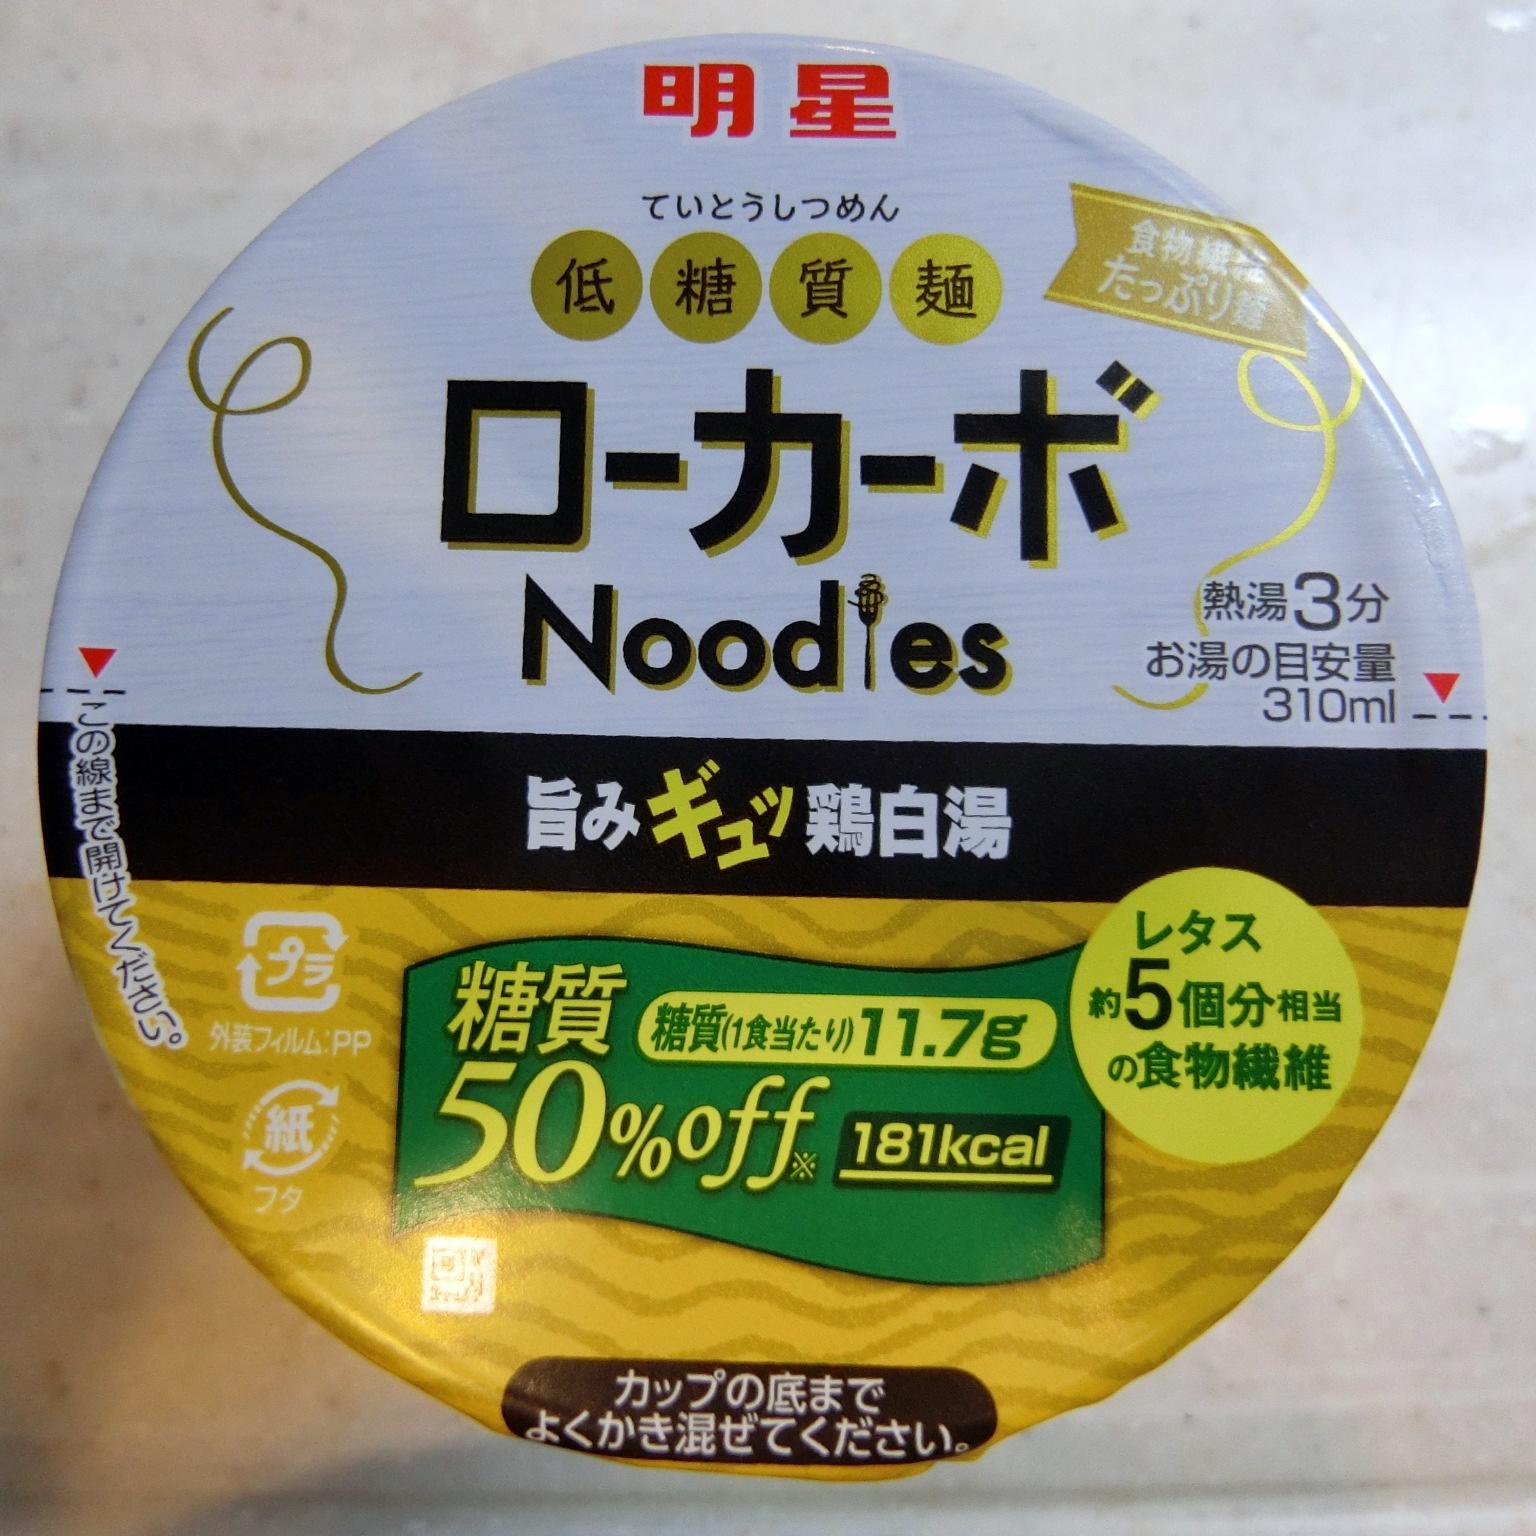 明星
ていとうしつめん
低糖質麺
食物繊維
たっぷり麺
ローカーボ
Noodles
熱湯3分
お湯の目安量
310ml
この線まで開けてください。
旨みギュッ鶏白湯
プラ
外装フィルム:PP
紙
フタ
糖質
50%off※
糖質(1食当たり)11.7g
181kcal
レタス
約5個分相当
の食物繊維
カップの底まで
よくかき混ぜてください。